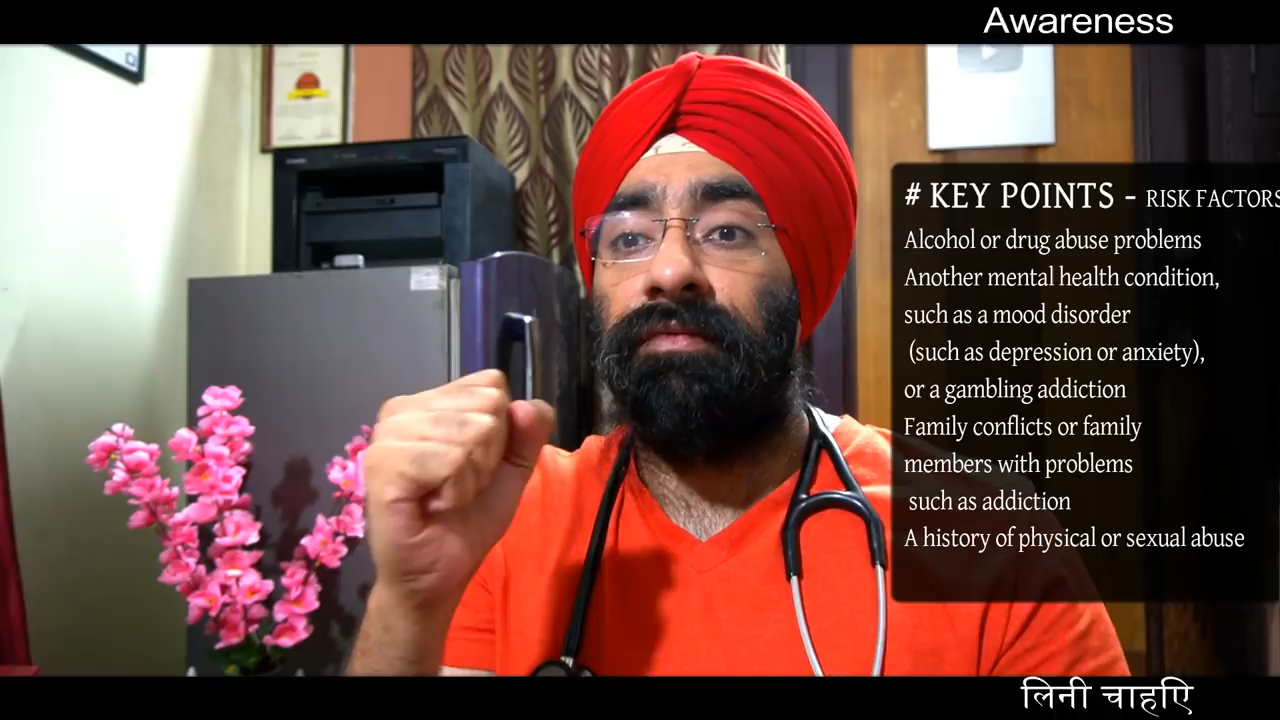 Awareness
# KEY POINTS - RISK FACTORS
Alcohol or drug abuse problems
Another mental health condition,
such as a mood disorder
(such as depression or anxiety),
or a gambling addiction
Family conflicts or family
members with problems
such as addiction
A history of physical or sexual abuse
लिनी चाहिए